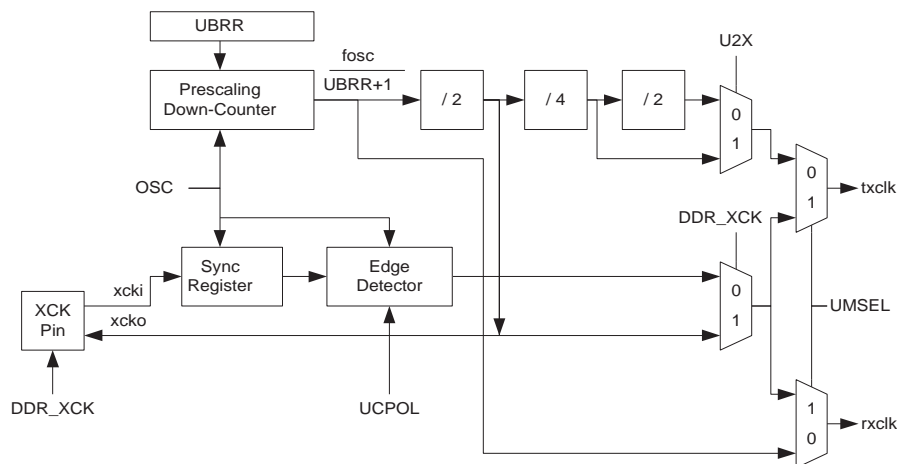 UBRR
fosc
U2X
Prescaling
Down-Counter
UBRR+1
/ 2
/ 4
/ 2
0
1
OSC
0
1
txclk
DDR_XCK
Sync
Register
Edge
Detector
xcki
0
1
XCK
Pin
xcko
UMSEL
DDR_XCK
UCPOL
1
0
rxclk